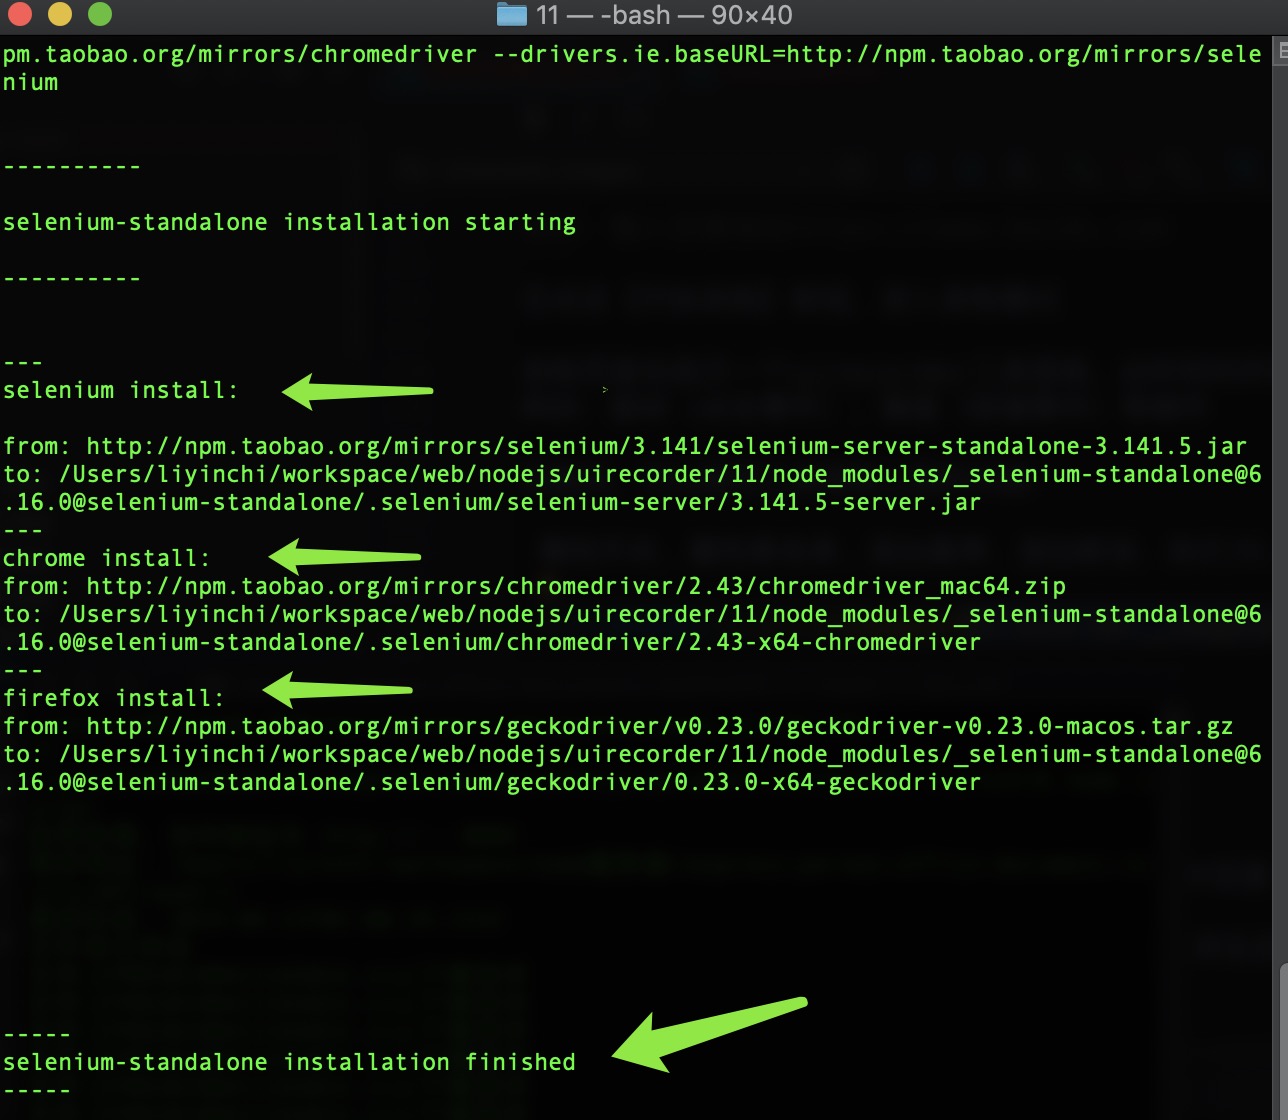 11 — -bash — 90×40
pm.taobao.org/mirrors/chromedriver --drivers.ie.baseURL=http://npm.taobao.org/mirrors/sele
nium
----------
selenium-standalone installation starting
----------
---
selenium install:
from: http://npm.taobao.org/mirrors/selenium/3.141/selenium-server-standalone-3.141.5.jar
to: /Users/liyinchi/workspace/web/nodejs/uirecorder/11/node_modules/_selenium-standalone@6
.16.0@selenium-standalone/.selenium/selenium-server/3.141.5-server.jar
---
chrome install:
from: http://npm.taobao.org/mirrors/chromedriver/2.43/chromedriver_mac64.zip
to: /Users/liyinchi/workspace/web/nodejs/uirecorder/11/node_modules/_selenium-standalone@6
.16.0@selenium-standalone/.selenium/chromedriver/2.43-x64-chromedriver
---
firefox install:
from: http://npm.taobao.org/mirrors/geckodriver/v0.23.0/geckodriver-v0.23.0-macos.tar.gz
to: /Users/liyinchi/workspace/web/nodejs/uirecorder/11/node_modules/_selenium-standalone@6
.16.0@selenium-standalone/.selenium/geckodriver/0.23.0-x64-geckodriver
-----
selenium-standalone installation finished
-----